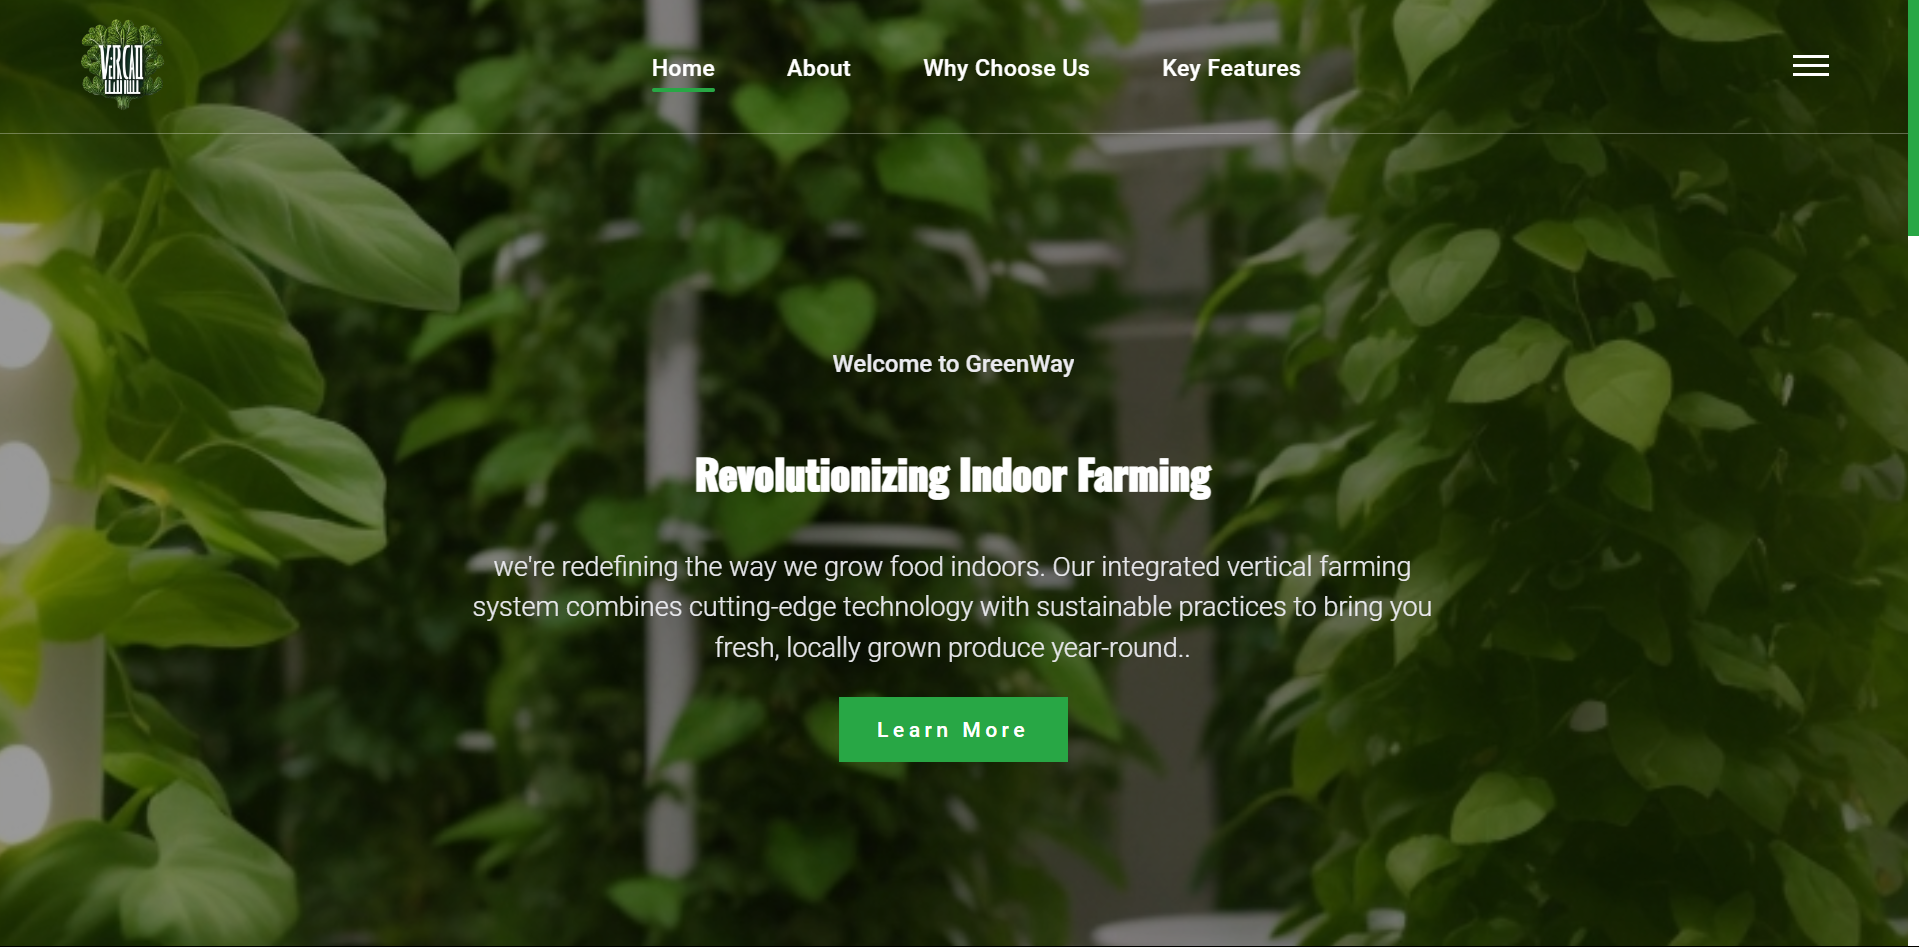 VERCAD
Home About Why Choose Us Key Features
Welcome to GreenWay
Revolutionizing Indoor Farming
we're redefining the way we grow food indoors. Our integrated vertical farming
system combines cutting-edge technology with sustainable practices to bring you
fresh, locally grown produce year-round..
Learn More